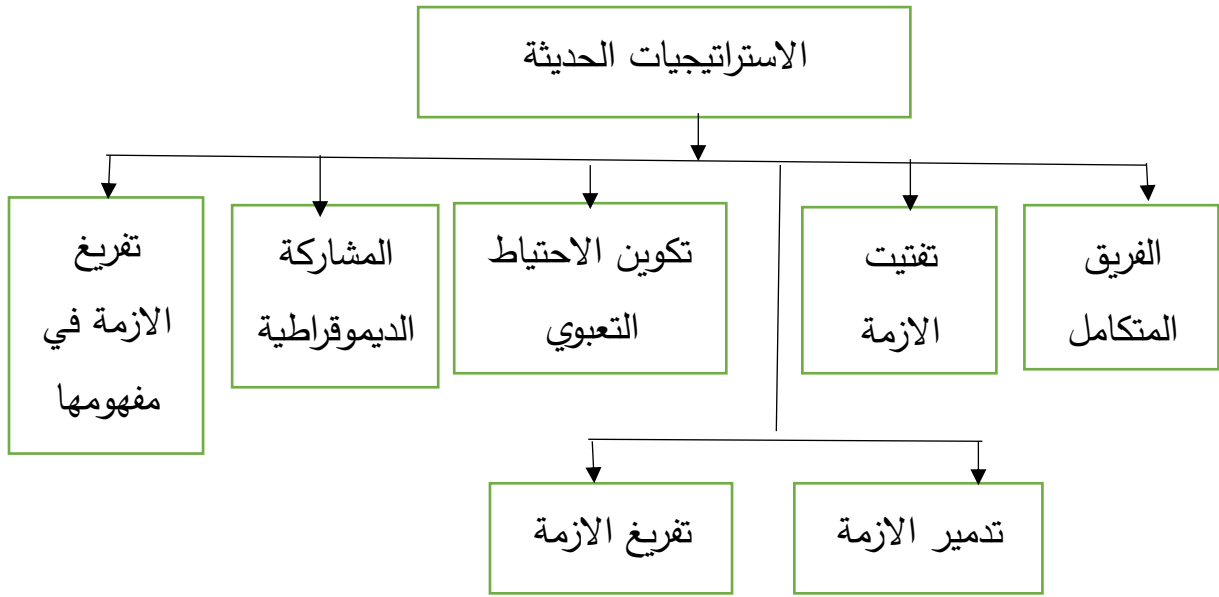 الاستراتيجيات الحديثة
الفريق
المتكامل
تفتيت
الازمة
تكوين الاحتياط
التعبوي
المشاركة
الديموقراطية
تفريغ
الازمة في
مفهومها
تدمير الازمة
تفريغ الازمة